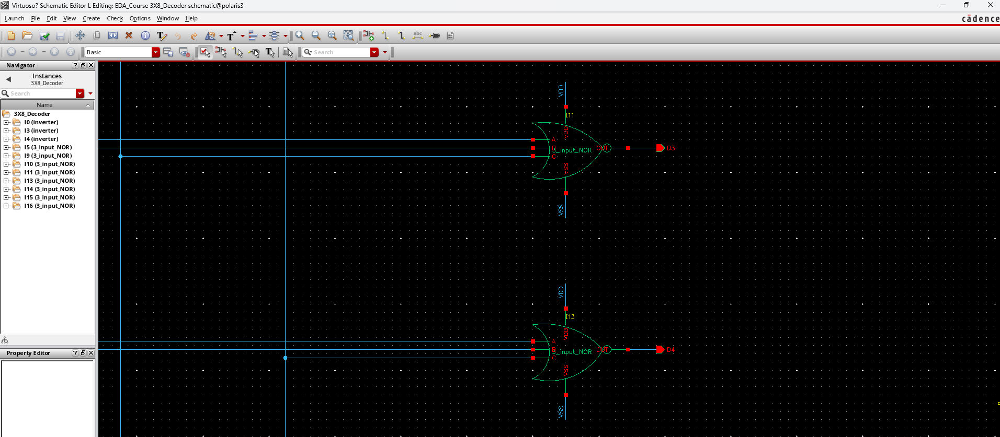 Virtuoso? Schematic Editor L Editing: EDA_Course 3X8_Decoder schematic@polaris3
Launch File Edit View Create Check Options Window Help
cādence
abc
Basic
Search
Navigator
Instances
3X8_Decoder
Search
Name
3X8_Decoder
I0 (inverter)
I3 (inverter)
I4 (inverter)
I5 (3_input_NOR)
I9 (3_input_NOR)
I10 (3_input_NOR)
I11 (3_input_NOR)
I13 (3_input_NOR)
I14 (3_input_NOR)
I15 (3_input_NOR)
I16 (3_input_NOR)
Property Editor
VDD
I11
VDD
A
B
3_input_NOR
OUT
D3
C
VSS
VSS
VDD
I13
VDD
A
B
3_input_NOR
OUT
D4
C
VSS
VSS